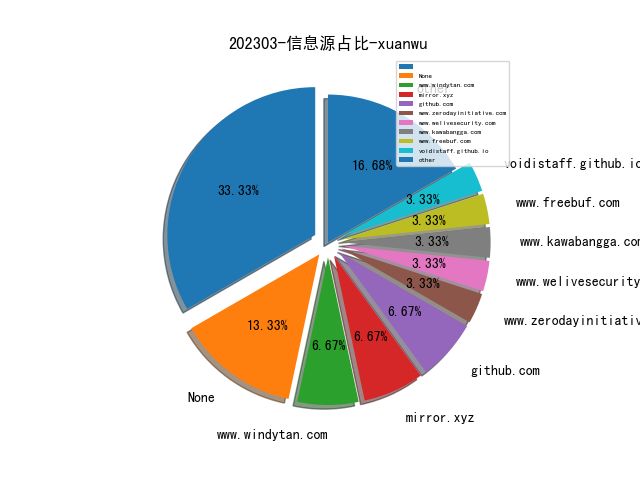 202303-信息源占比-xuanwu
None
www.windytan.com
mirror.xyz
github.com
www.zerodayinitiative.com
www.welivesecurity.com
www.kawabangga.com
www.freebuf.com
voidistaff.github.io
other
other
33.33%
16.68%
voidistaff.github.io
3.33%
www.freebuf.com
3.33%
www.kawabangga.com
3.33%
www.welivesecurity
3.33%
www.zerodayinitiative
3.33%
github.com
6.67%
mirror.xyz
6.67%
www.windytan.com
6.67%
None
13.33%